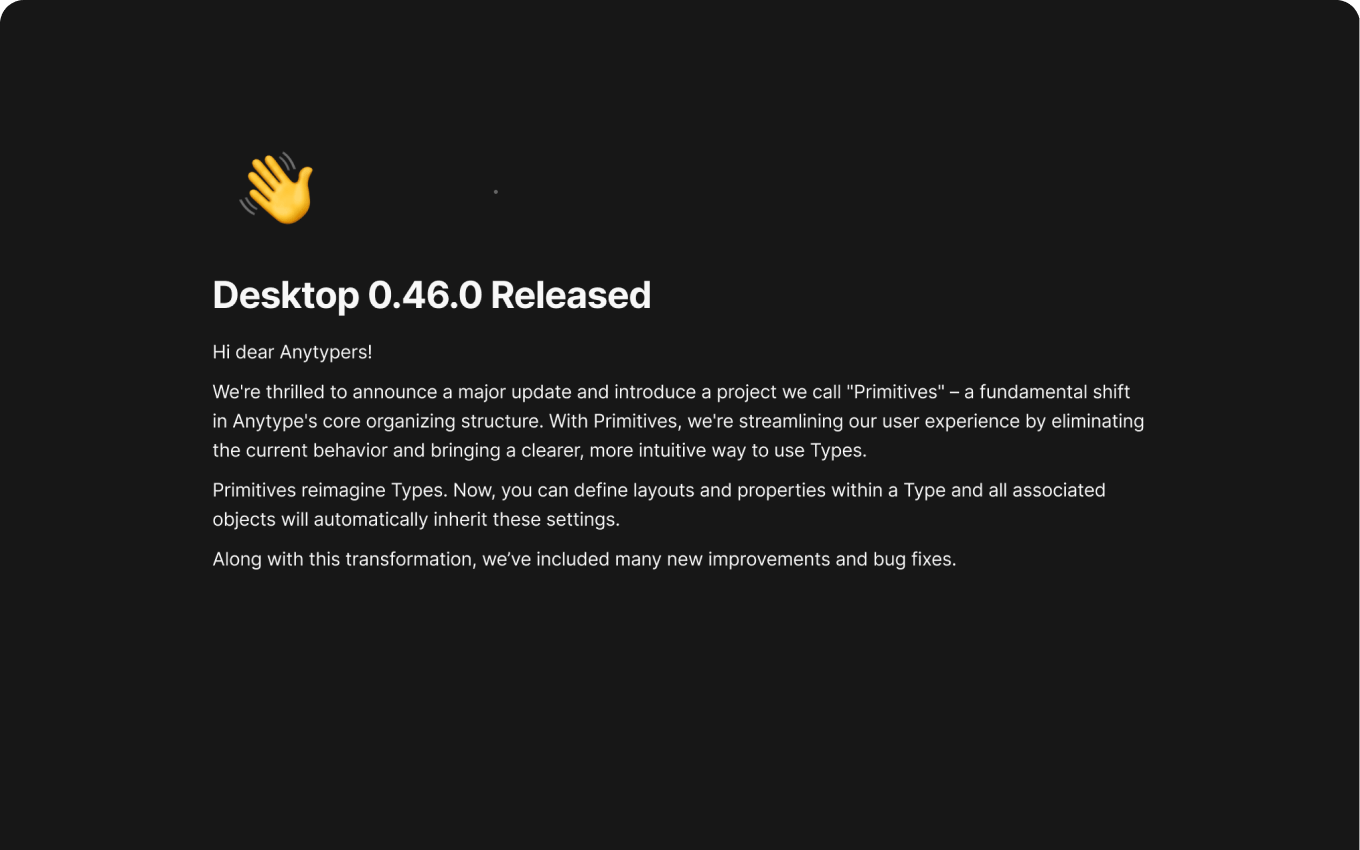 Desktop 0.46.0 Released
Hi dear Anytypers!
We're thrilled to announce a major update and introduce a project we call "Primitives" – a fundamental shift
in Anytype's core organizing structure. With Primitives, we're streamlining our user experience by eliminating
the current behavior and bringing a clearer, more intuitive way to use Types.
Primitives reimagine Types. Now, you can define layouts and properties within a Type and all associated
objects will automatically inherit these settings.
Along with this transformation, we’ve included many new improvements and bug fixes.